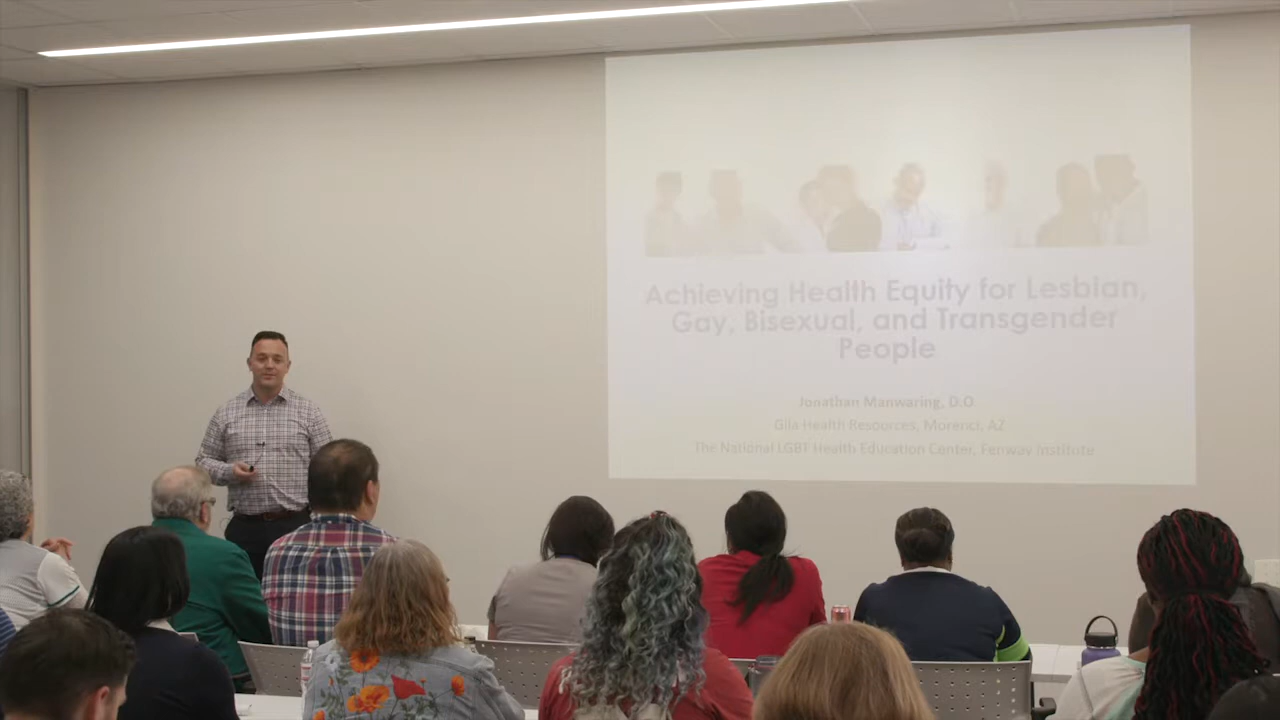 Achieving Health Equity for Lesbian,
Gay, Bisexual, and Transgender
People
Jonathan Manwaring, D.O.
Gila Health Resources, Morenci, AZ
The National LGBT Health Education Center, Fenway Institute